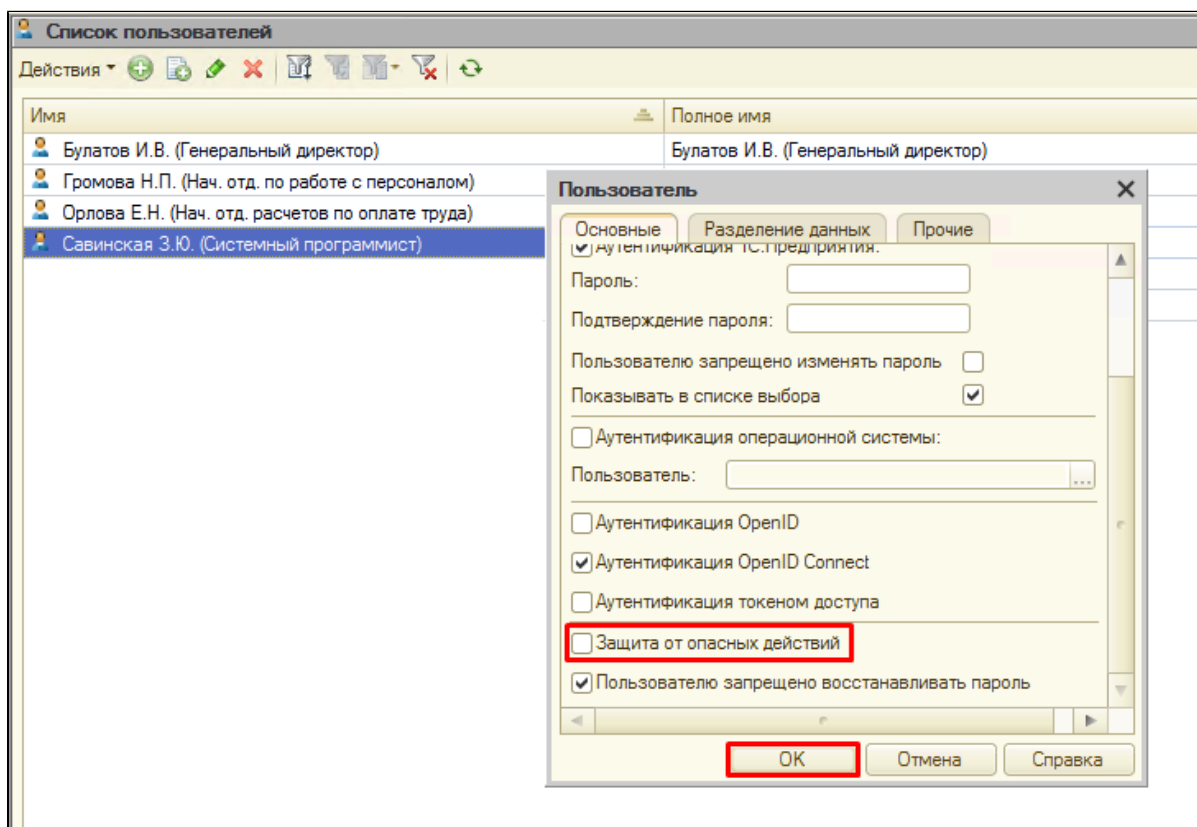 Список пользователей
Действия
Имя Полное имя
Булатов И.В. (Генеральный директор) Булатов И.В. (Генеральный директор)
Громова Н.П. (Нач. отд. по работе с персоналом)
Орлова Е.Н. (Нач. отд. расчетов по оплате труда)
Савинская З.Ю. (Системный программист)
Пользователь
Основные Разделение данных Прочие
Аутентификация 1С:Предприятия:
Пароль:
Подтверждение пароля:
Пользователю запрещено изменять пароль
Показывать в списке выбора
Аутентификация операционной системы:
Пользователь: ...
Аутентификация OpenID
Аутентификация OpenID Connect
Аутентификация токеном доступа
Защита от опасных действий
Пользователю запрещено восстанавливать пароль
OK Отмена Справка